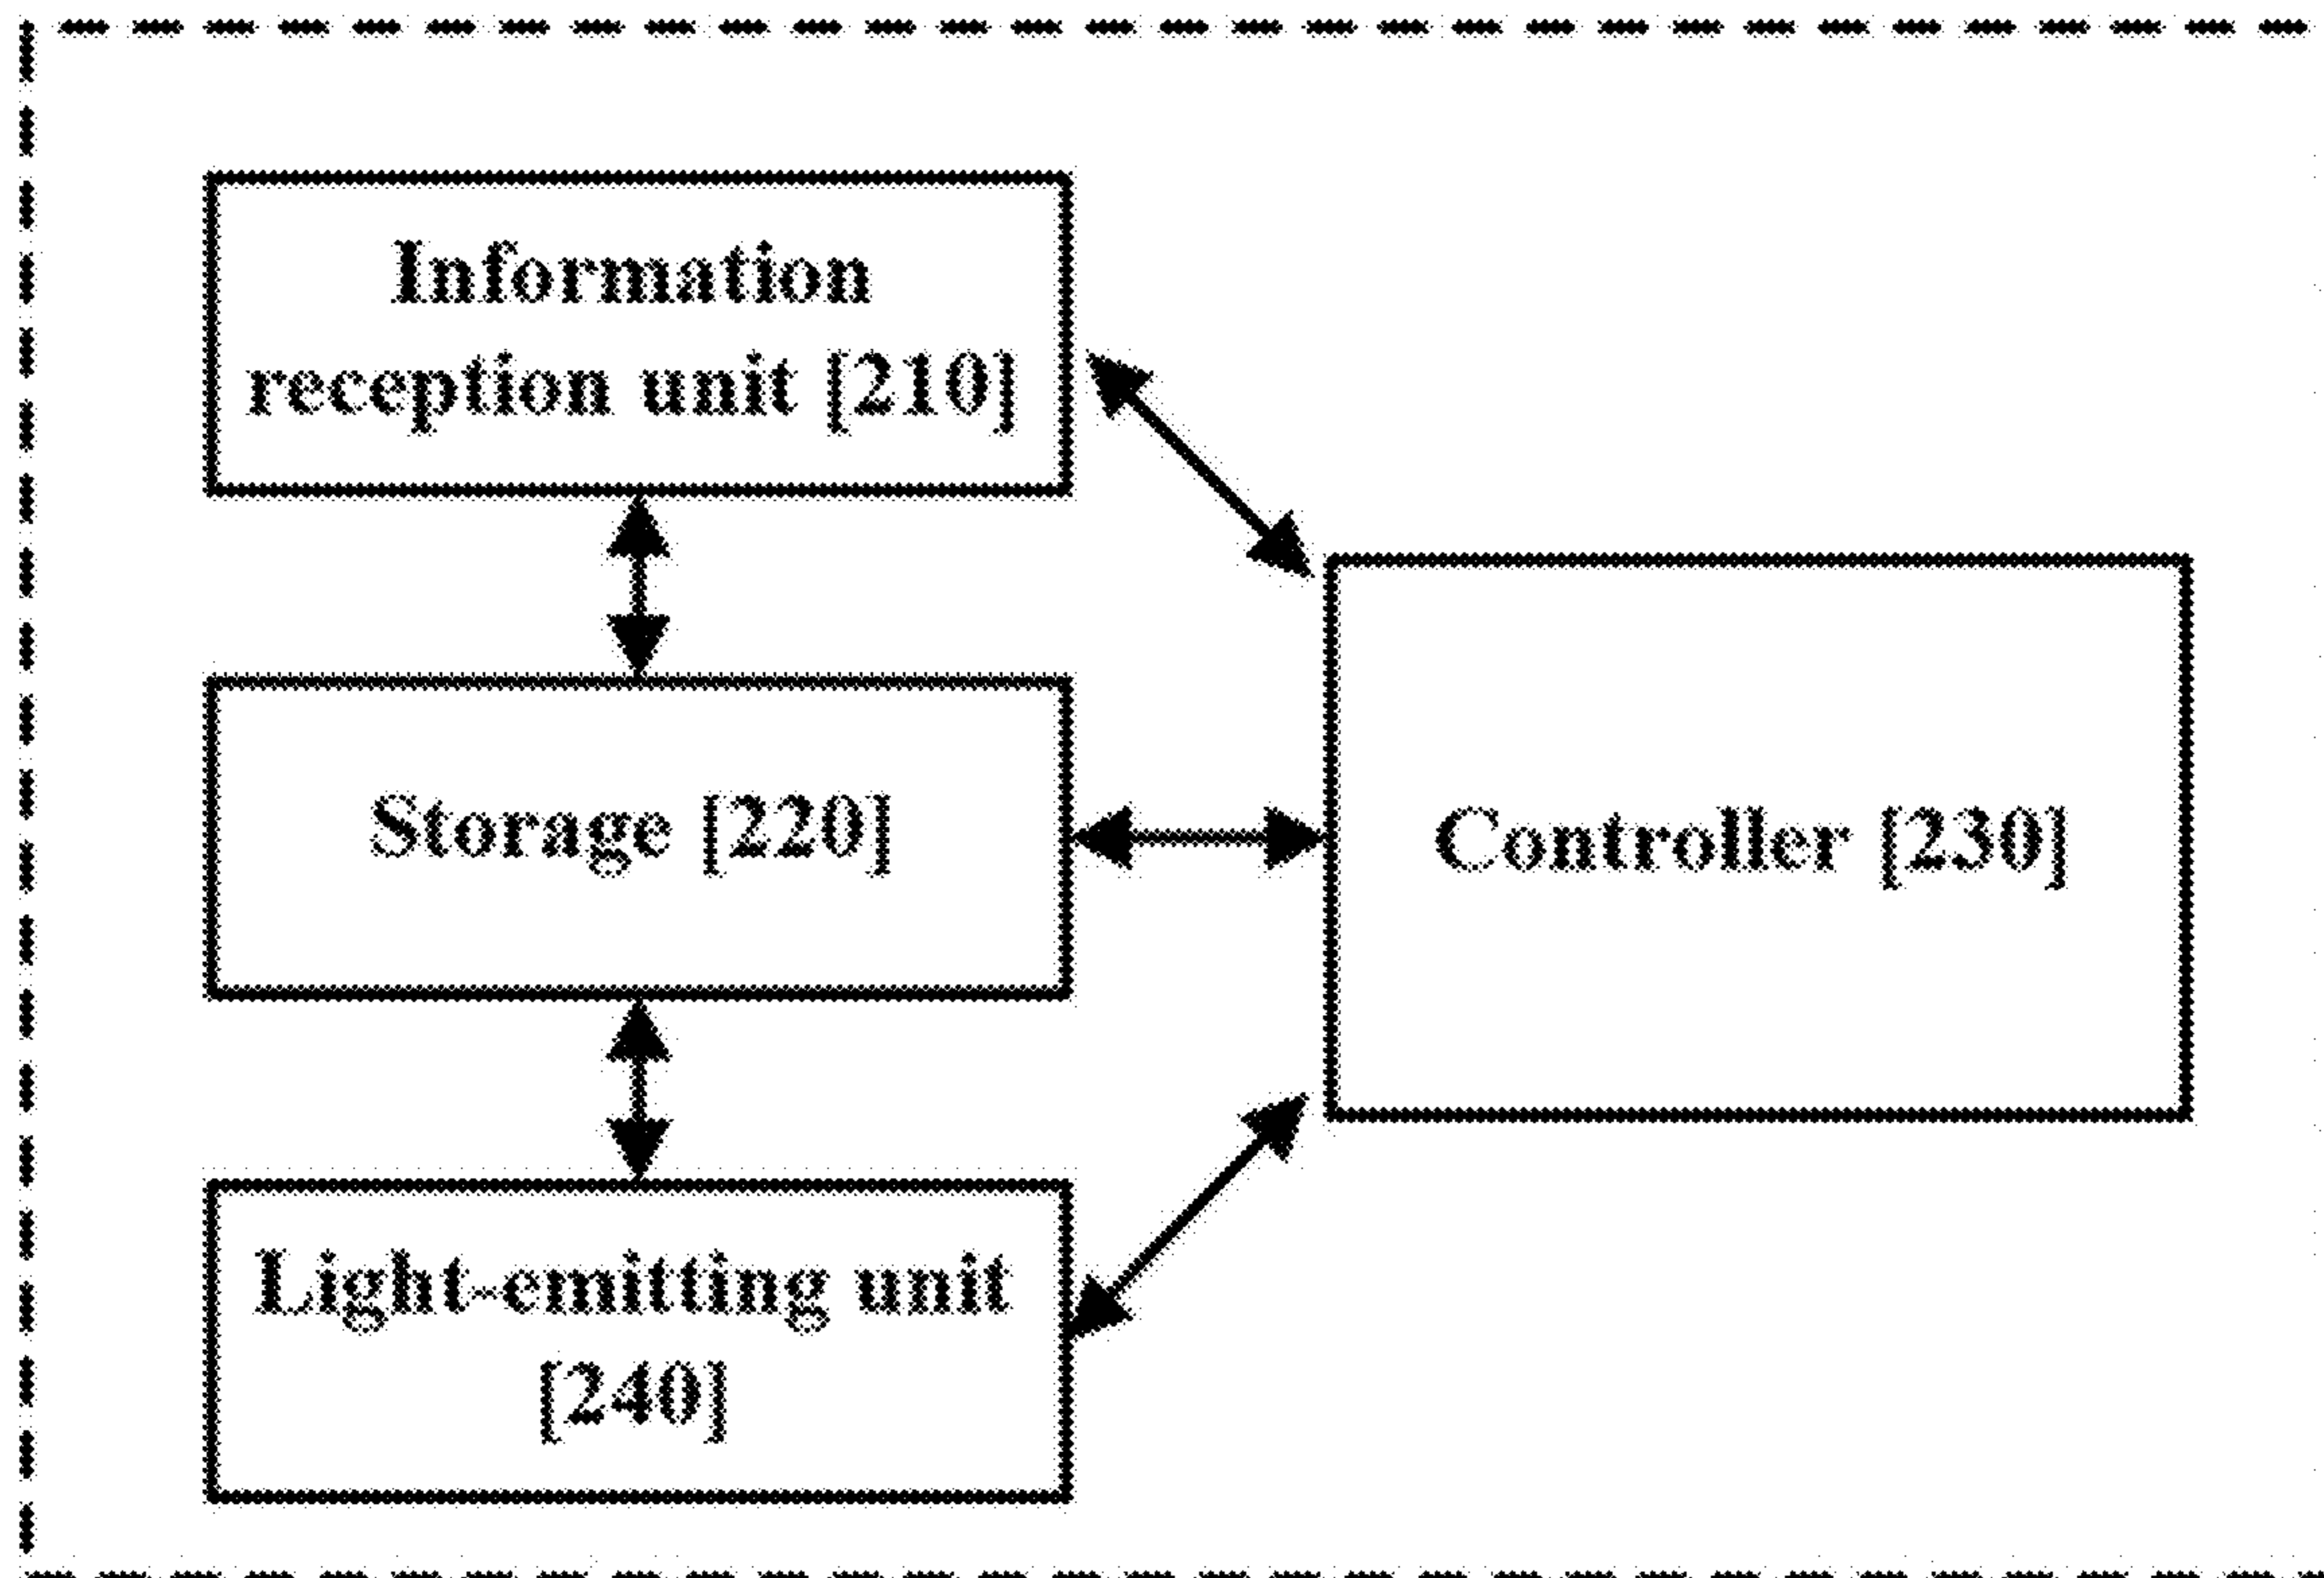 Information
reception unit [210]
Storage [220]
Controller [230]
Light-emitting unit
[240]